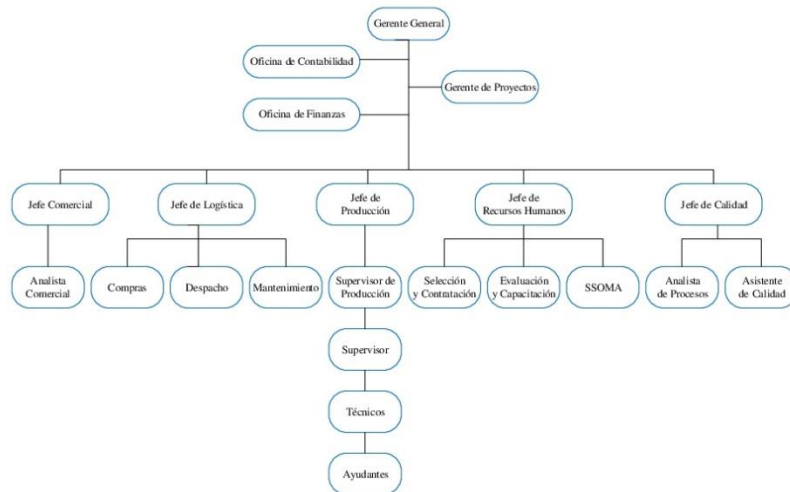 Gerente General
Oficina de Contabilidad
Gerente de Proyectos
Oficina de Finanzas
Jefe Comercial
Jefe de Logística
Jefe de
Producción
Jefe de
Recursos Humanos
Jefe de Calidad
Analista
Comercial
Compras
Despacho
Mantenimiento
Supervisor de
Producción
Selección
y Contratación
Evaluación
y Capacitación
SSOMA
Analista
de Procesos
Asistente
de Calidad
Supervisor
Técnicos
Ayudantes